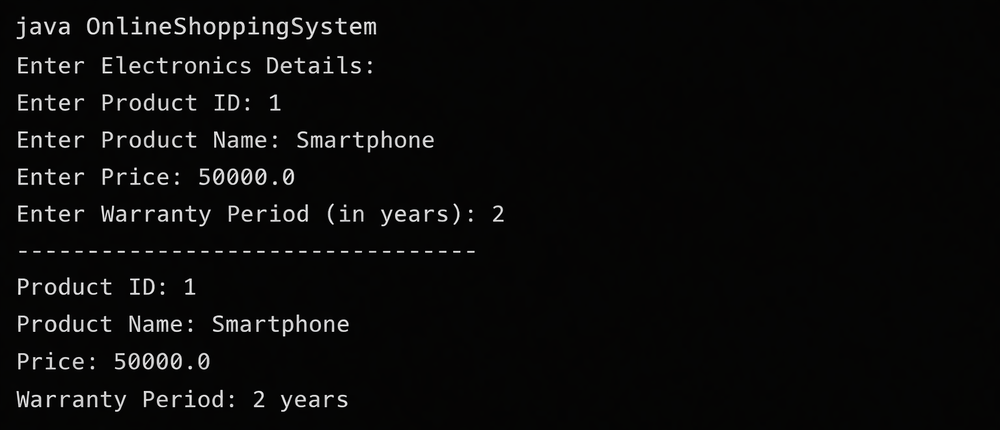 java OnlineShoppingSystem
Enter Electronics Details:
Enter Product ID: 1
Enter Product Name: Smartphone
Enter Price: 50000.0
Enter Warranty Period (in years): 2
---------------------------------
Product ID: 1
Product Name: Smartphone
Price: 50000.0
Warranty Period: 2 years